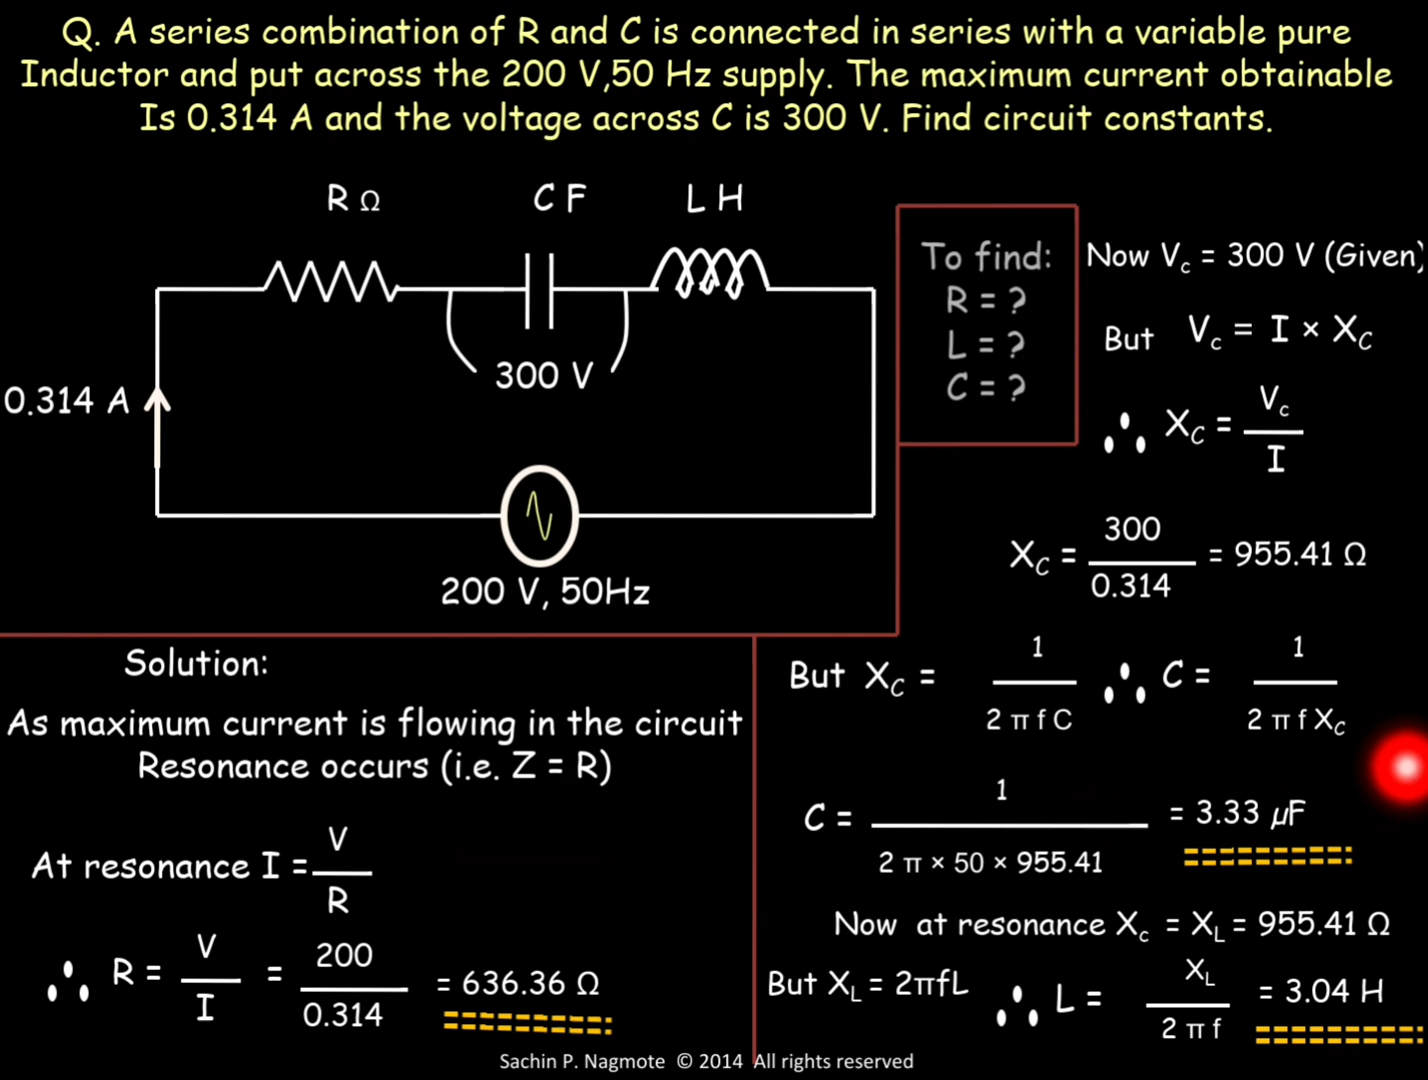 Q. A series combination of R and C is connected in series with a variable pure
Inductor and put across the 200 V,50 Hz supply. The maximum current obtainable
Is 0.314 A and the voltage across C is 300 V. Find circuit constants.
R Ω
C F
L H
300 V
0.314 A
200 V, 50Hz
To find:
R = ?
L = ?
C = ?
Now Vc = 300 V (Given)
But Vc = I × XC
∴ XC = Vc / I
XC = 300 / 0.314 = 955.41 Ω
Solution:
As maximum current is flowing in the circuit
Resonance occurs (i.e. Z = R)
At resonance I = V / R
∴ R = V / I = 200 / 0.314 = 636.36 Ω
But XC = 1 / 2 π f C ∴ C = 1 / 2 π f XC
C = 1 / 2 π × 50 × 955.41 = 3.33 μF
Now at resonance Xc = XL = 955.41 Ω
But XL = 2πfL ∴ L = XL / 2 π f = 3.04 H
Sachin P. Nagmote © 2014 All rights reserved